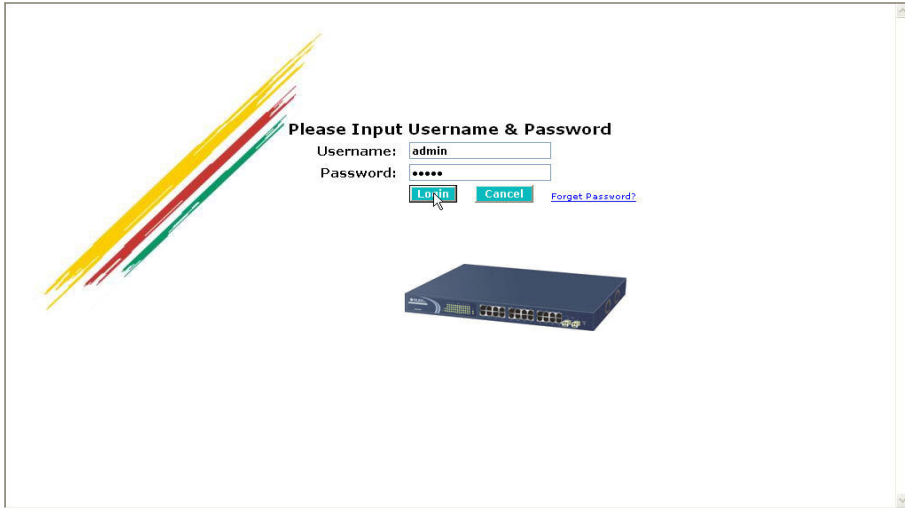 Please Input Username & Password
Username: admin
Password: •••••
Login Cancel Forget Password?